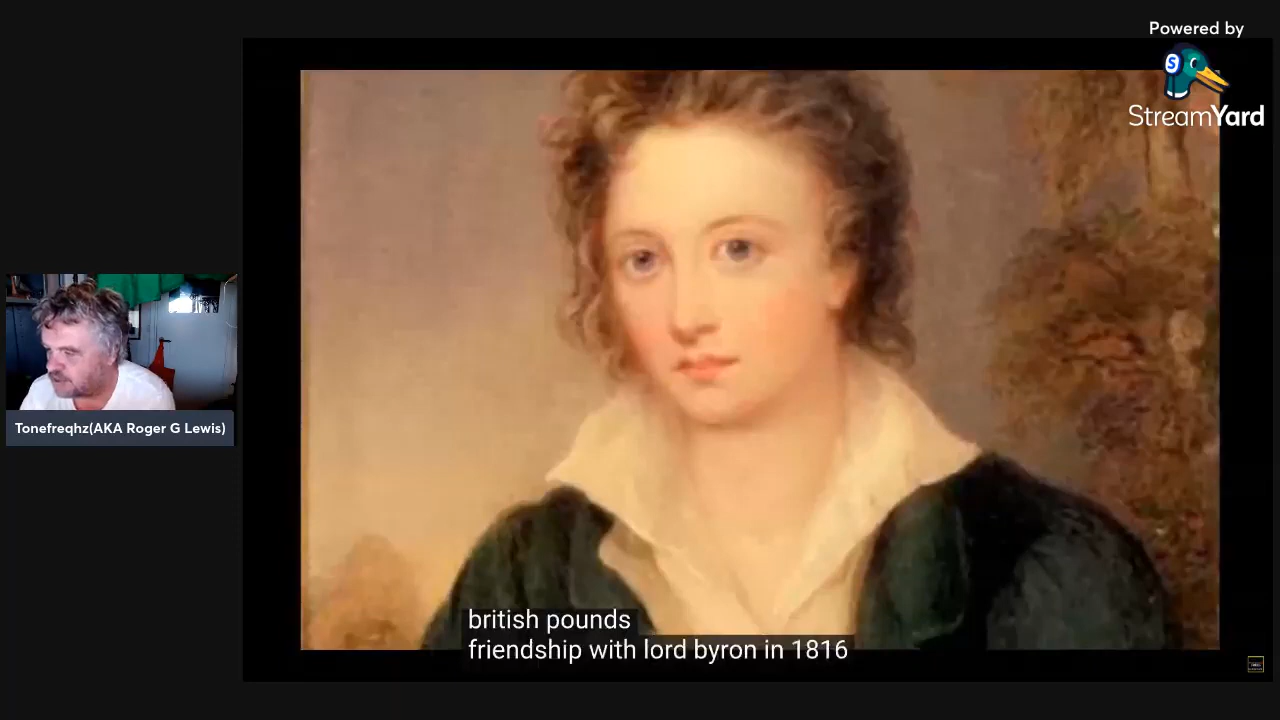 Powered by
S
StreamYard
Tonefreqhz(AKA Roger G Lewis)
british pounds
friendship with lord byron in 1816